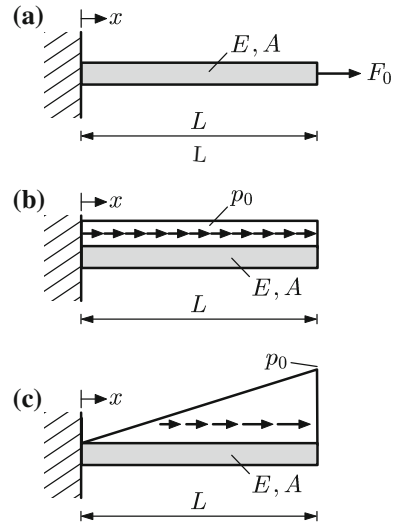 (a) x
E, A
F₀
L
L
(b) x
p₀
E, A
L
p₀
(c) x
E, A
L